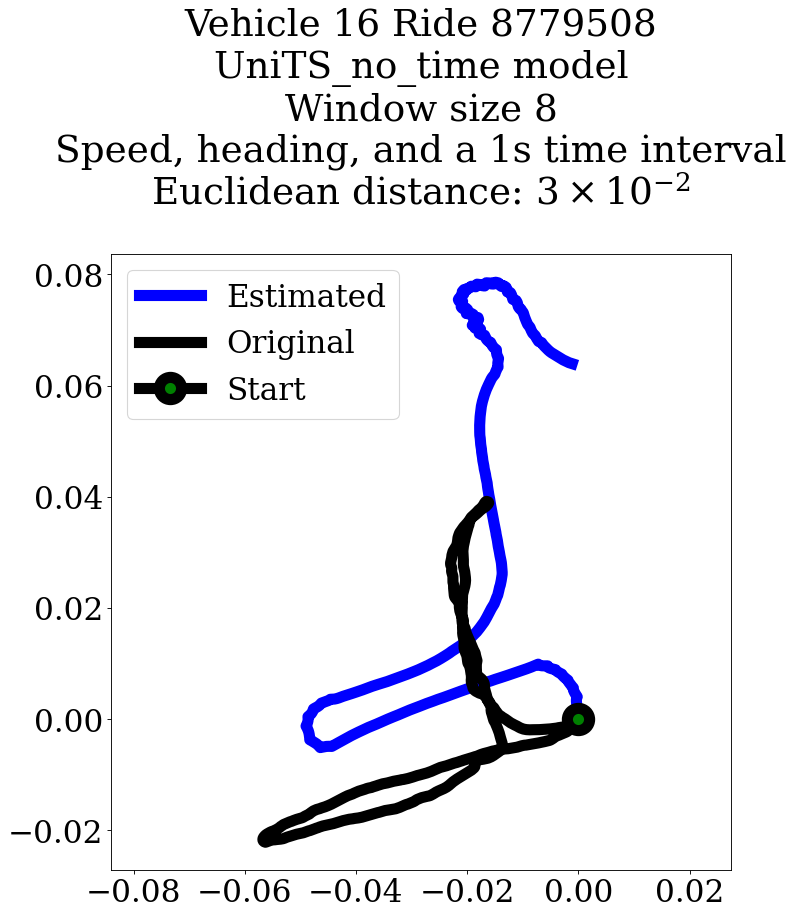 Vehicle 16 Ride 8779508
UniTS_no_time model
Window size 8
Speed, heading, and a 1s time interval
Euclidean distance: 3 × 10⁻²
Estimated
Original
Start
0.08
0.06
0.04
0.02
0.00
−0.02
−0.08 −0.06 −0.04 −0.02 0.00 0.02